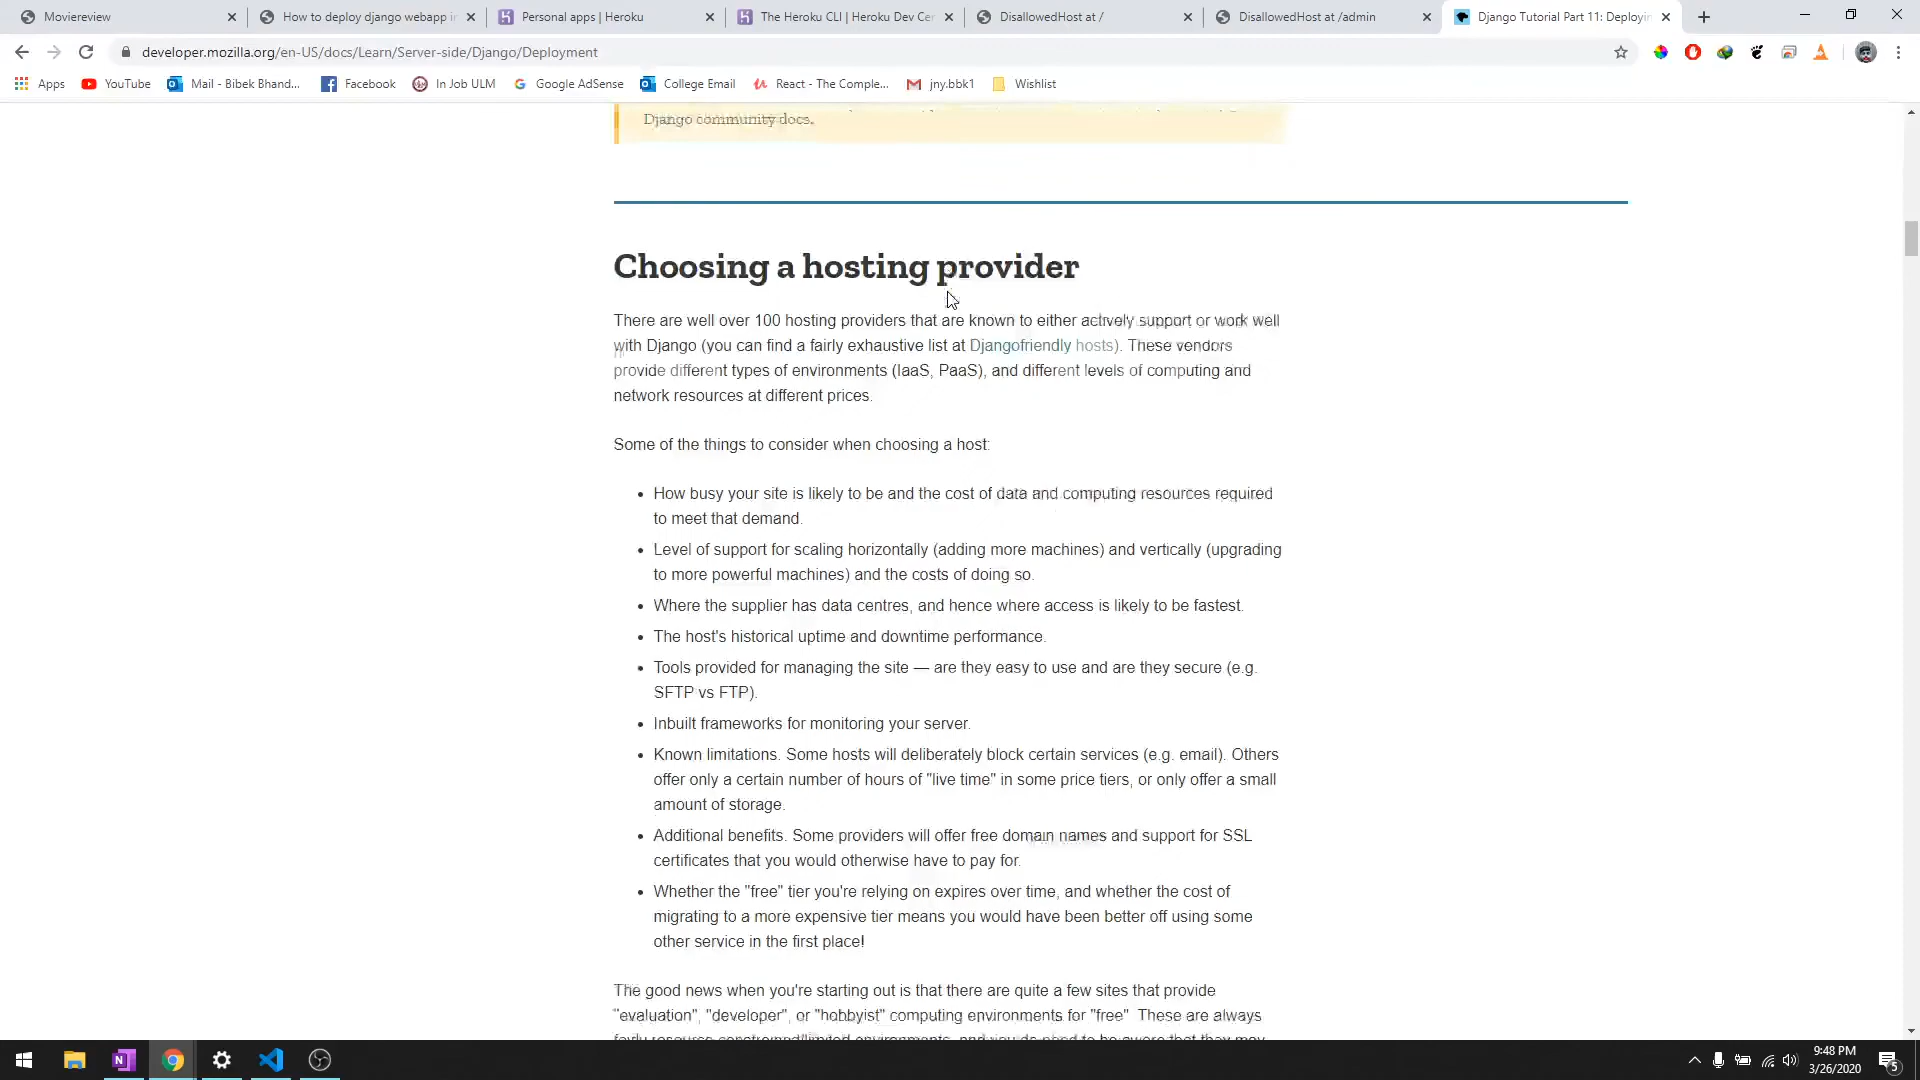 Moviereview
How to deploy django webapp in
Personal apps | Heroku
The Heroku CLI | Heroku Dev Cen
DisallowedHost at /
DisallowedHost at /admin
Django Tutorial Part 11: Deployin
developer.mozilla.org/en-US/docs/Learn/Server-side/Django/Deployment
Apps
YouTube
Mail - Bibek Bhand...
Facebook
In Job ULM
Google AdSense
College Email
React - The Comple...
jny.bbk1
Wishlist
Django community docs.
Choosing a hosting provider
There are well over 100 hosting providers that are known to either actively support or work well
with Django (you can find a fairly exhaustive list at Djangofriendly hosts). These vendors
provide different types of environments (IaaS, PaaS), and different levels of computing and
network resources at different prices.
Some of the things to consider when choosing a host:
• How busy your site is likely to be and the cost of data and computing resources required
to meet that demand.
• Level of support for scaling horizontally (adding more machines) and vertically (upgrading
to more powerful machines) and the costs of doing so.
• Where the supplier has data centres, and hence where access is likely to be fastest.
• The host's historical uptime and downtime performance.
• Tools provided for managing the site — are they easy to use and are they secure (e.g.
SFTP vs FTP).
• Inbuilt frameworks for monitoring your server.
• Known limitations. Some hosts will deliberately block certain services (e.g. email). Others
offer only a certain number of hours of "live time" in some price tiers, or only offer a small
amount of storage.
• Additional benefits. Some providers will offer free domain names and support for SSL
certificates that you would otherwise have to pay for.
• Whether the "free" tier you're relying on expires over time, and whether the cost of
migrating to a more expensive tier means you would have been better off using some
other service in the first place!
The good news when you're starting out is that there are quite a few sites that provide
"evaluation", "developer", or "hobbyist" computing environments for "free". These are always
9:48 PM
3/26/2020
5